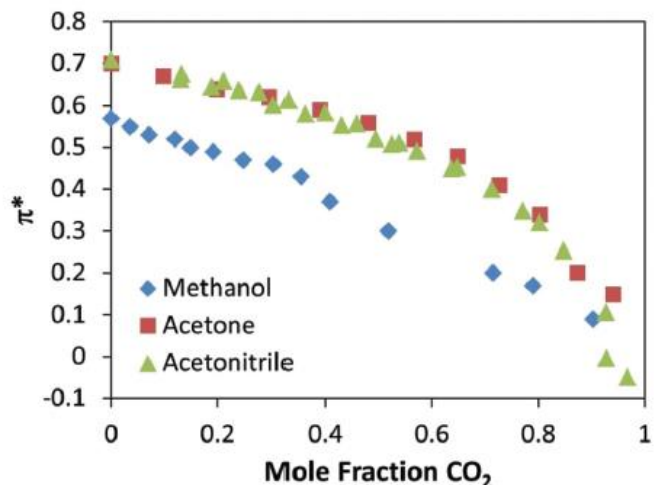 0.8
0.7
0.6
0.5
0.4
0.3
0.2
0.1
0
-0.1
π*
Methanol
Acetone
Acetonitrile
0 0.2 0.4 0.6 0.8 1
Mole Fraction CO₂